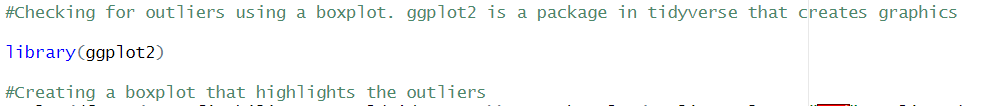 #Checking for outliers using a boxplot. ggplot2 is a package in tidyverse that creates graphics
library(ggplot2)
#Creating a boxplot that highlights the outliers